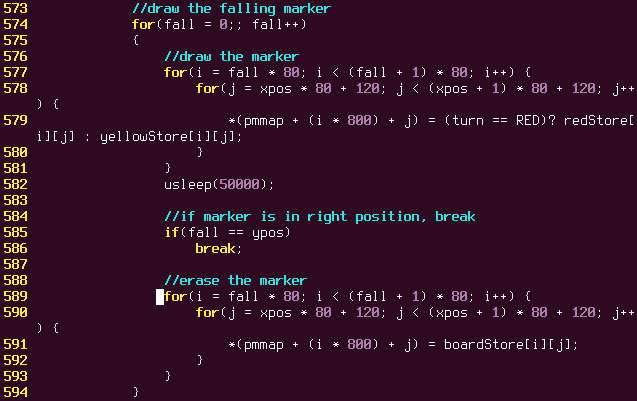 573 //draw the falling marker
574 for(fall = 0;; fall++)
575 {
576 //draw the marker
577 for(i = fall * 80; i < (fall + 1) * 80; i++) {
578 for(j = xpos * 80 + 120; j < (xpos + 1) * 80 + 120; j++
) {
579 *(pmmap + (i * 800) + j) = (turn == RED)? redStore[
i][j] : yellowStore[i][j];
580 }
581 }
582 usleep(50000);
583
584 //if marker is in right position, break
585 if(fall == ypos)
586 break;
587
588 //erase the marker
589 for(i = fall * 80; i < (fall + 1) * 80; i++) {
590 for(j = xpos * 80 + 120; j < (xpos + 1) * 80 + 120; j++
) {
591 *(pmmap + (i * 800) + j) = boardStore[i][j];
592 }
593 }
594 }